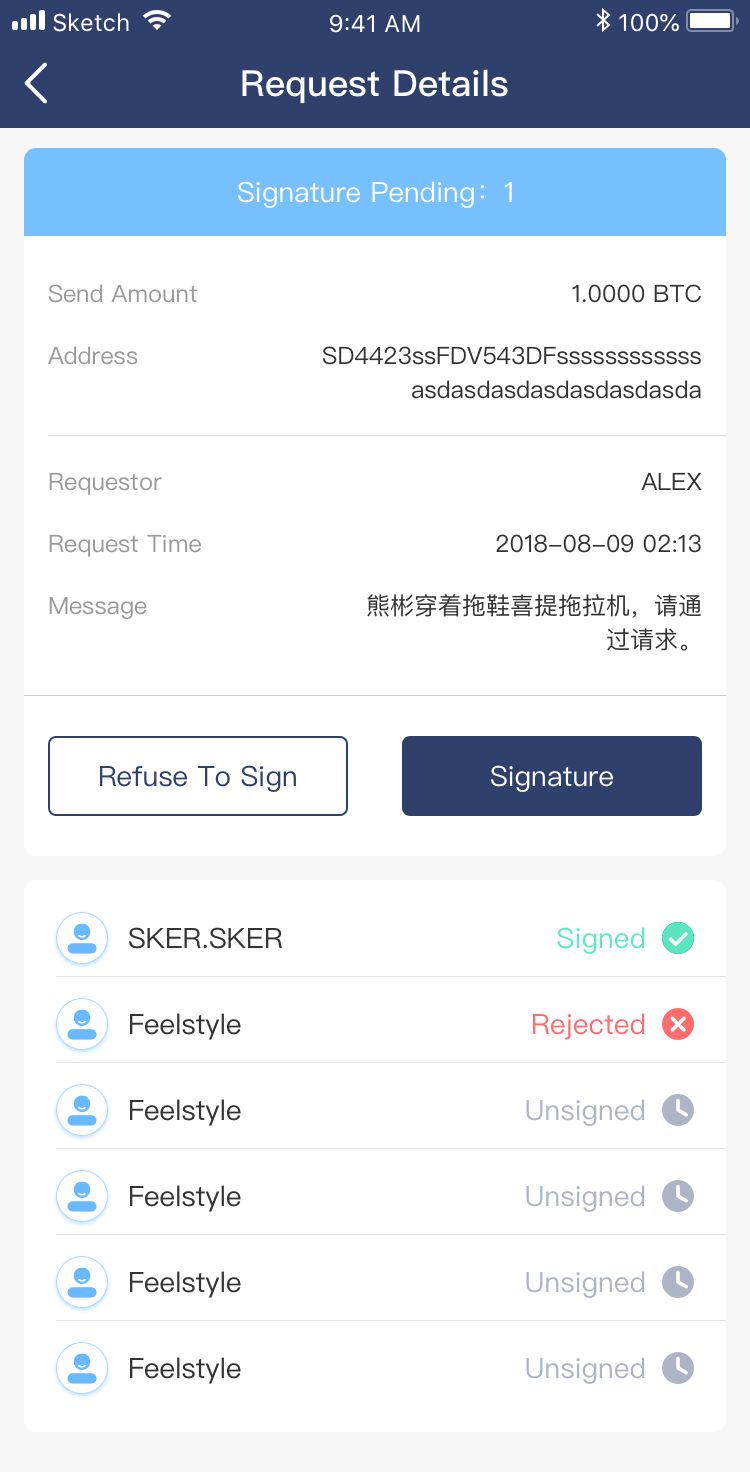 Sketch 9:41 AM 100%
Request Details
Signature Pending：1
Send Amount 1.0000 BTC
Address SD4423ssFDV543DFsssssssssssss
asdasdasdasdasdasdasda
Requestor ALEX
Request Time 2018-08-09 02:13
Message 熊彬穿着拖鞋喜提拖拉机，请通
过请求。
Refuse To Sign Signature
SKER.SKER Signed
Feelstyle Rejected
Feelstyle Unsigned
Feelstyle Unsigned
Feelstyle Unsigned
Feelstyle Unsigned